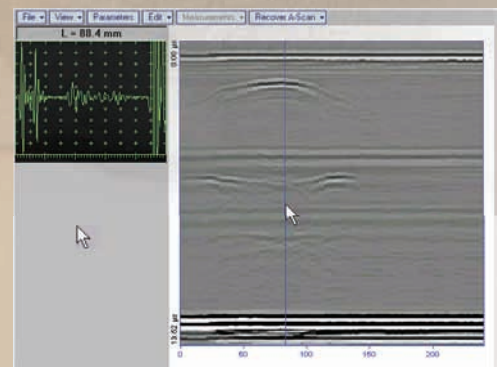 File View Parameters Edit Measurements Recover A-Scan
L = 88.4 mm
0.00 µs
13.62 µs
0 50 100 150 200